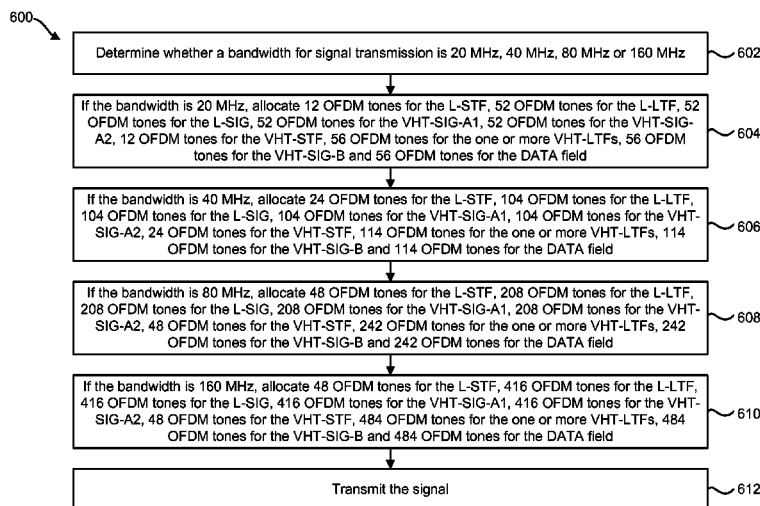 600
Determine whether a bandwidth for signal transmission is 20 MHz, 40 MHz, 80 MHz or 160 MHz
602
If the bandwidth is 20 MHz, allocate 12 OFDM tones for the L-STF, 52 OFDM tones for the L-LTF, 52
OFDM tones for the L-SIG, 52 OFDM tones for the VHT-SIG-A1, 52 OFDM tones for the VHT-SIG-
A2, 12 OFDM tones for the VHT-STF, 56 OFDM tones for the one or more VHT-LTFs, 56 OFDM
tones for the VHT-SIG-B and 56 OFDM tones for the DATA field
604
If the bandwidth is 40 MHz, allocate 24 OFDM tones for the L-STF, 104 OFDM tones for the L-LTF,
104 OFDM tones for the L-SIG, 104 OFDM tones for the VHT-SIG-A1, 104 OFDM tones for the VHT-
SIG-A2, 24 OFDM tones for the VHT-STF, 114 OFDM tones for the one or more VHT-LTFs, 114
OFDM tones for the VHT-SIG-B and 114 OFDM tones for the DATA field
606
If the bandwidth is 80 MHz, allocate 48 OFDM tones for the L-STF, 208 OFDM tones for the L-LTF,
208 OFDM tones for the L-SIG, 208 OFDM tones for the VHT-SIG-A1, 208 OFDM tones for the VHT-
SIG-A2, 48 OFDM tones for the VHT-STF, 242 OFDM tones for the one or more VHT-LTFs, 242
OFDM tones for the VHT-SIG-B and 242 OFDM tones for the DATA field
608
If the bandwidth is 160 MHz, allocate 48 OFDM tones for the L-STF, 416 OFDM tones for the L-LTF,
416 OFDM tones for the L-SIG, 416 OFDM tones for the VHT-SIG-A1, 416 OFDM tones for the VHT-
SIG-A2, 48 OFDM tones for the VHT-STF, 484 OFDM tones for the one or more VHT-LTFs, 484
OFDM tones for the VHT-SIG-B and 484 OFDM tones for the DATA field
610
Transmit the signal
612